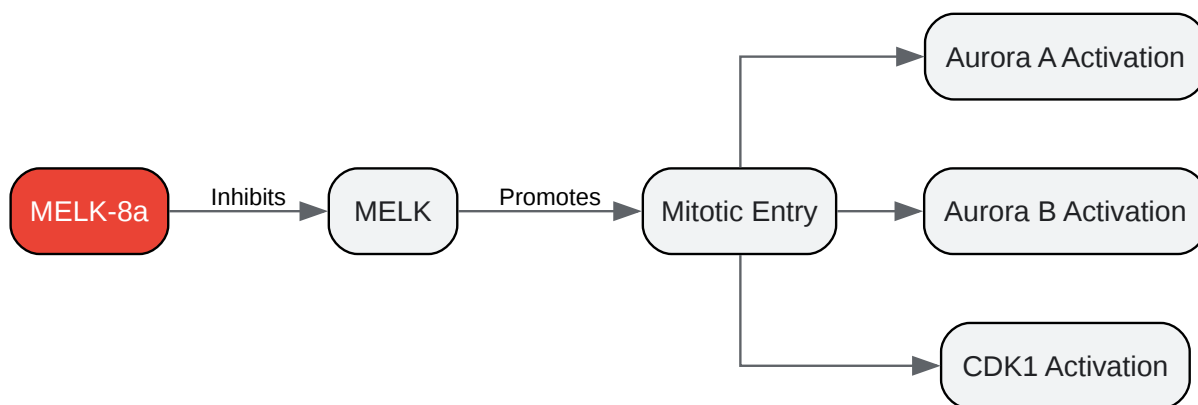 Aurora A Activation
MELK-8a
Inhibits
MELK
Promotes
Mitotic Entry
Aurora B Activation
CDK1 Activation